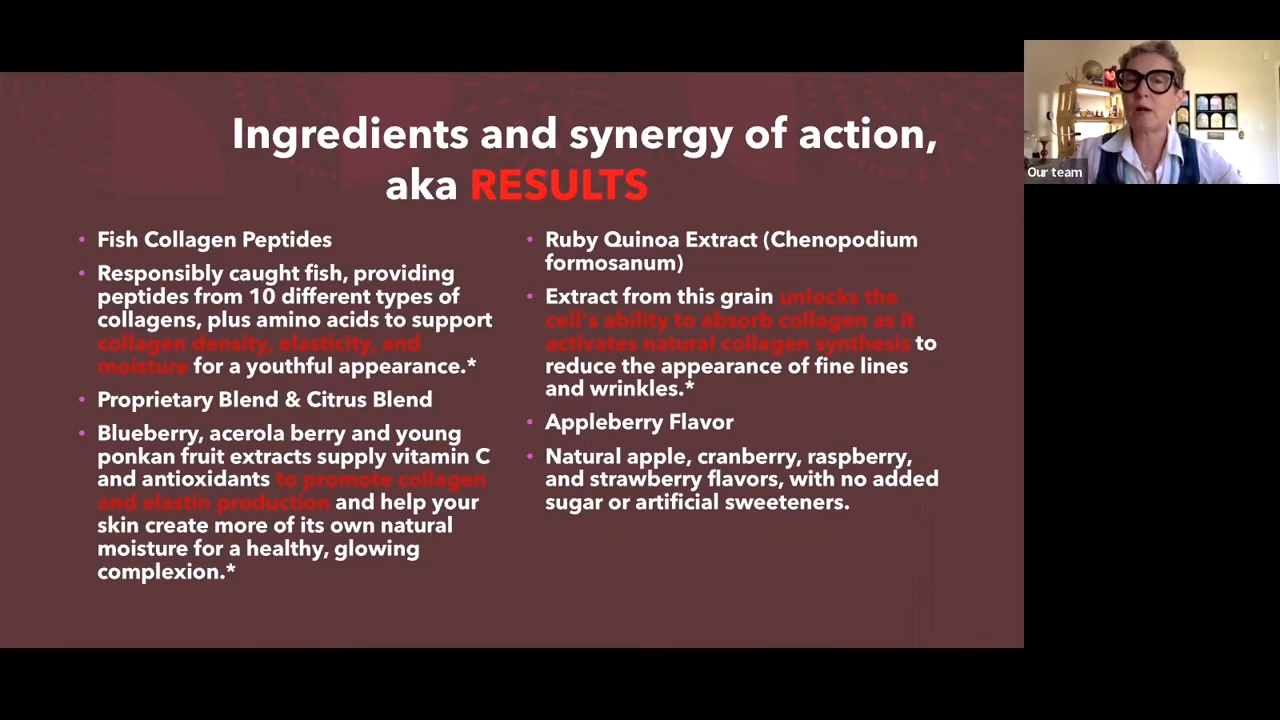 Ingredients and synergy of action,
aka RESULTS
• Fish Collagen Peptides
• Responsibly caught fish, providing
peptides from 10 different types of
collagens, plus amino acids to support
collagen density, elasticity, and
moisture for a youthful appearance.*
• Proprietary Blend & Citrus Blend
• Blueberry, acerola berry and young
ponkan fruit extracts supply vitamin C
and antioxidants to promote collagen
and elastin production and help your
skin create more of its own natural
moisture for a healthy, glowing
complexion.*
• Ruby Quinoa Extract (Chenopodium
formosanum)
• Extract from this grain unlocks the
cell's ability to absorb collagen as it
activates natural collagen synthesis to
reduce the appearance of fine lines
and wrinkles.*
• Appleberry Flavor
• Natural apple, cranberry, raspberry,
and strawberry flavors, with no added
sugar or artificial sweeteners.
Our team